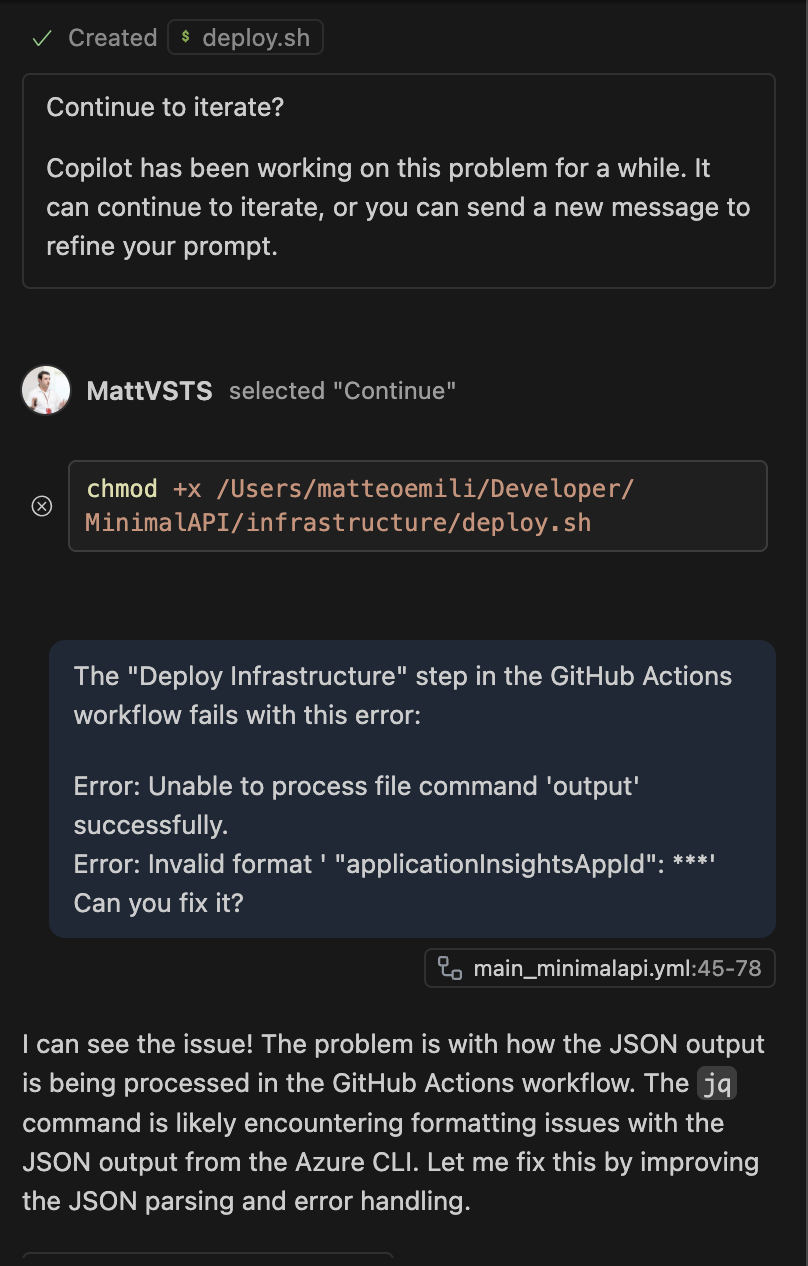 Created $ deploy.sh
Continue to iterate?
Copilot has been working on this problem for a while. It
can continue to iterate, or you can send a new message to
refine your prompt.
MattVSTS selected "Continue"
chmod +x /Users/matteoemili/Developer/
MinimalAPI/infrastructure/deploy.sh
The "Deploy Infrastructure" step in the GitHub Actions
workflow fails with this error:
Error: Unable to process file command 'output'
successfully.
Error: Invalid format ' "applicationInsightsAppId": ***'
Can you fix it?
main_minimalapi.yml:45-78
I can see the issue! The problem is with how the JSON output
is being processed in the GitHub Actions workflow. The jq
command is likely encountering formatting issues with the
JSON output from the Azure CLI. Let me fix this by improving
the JSON parsing and error handling.